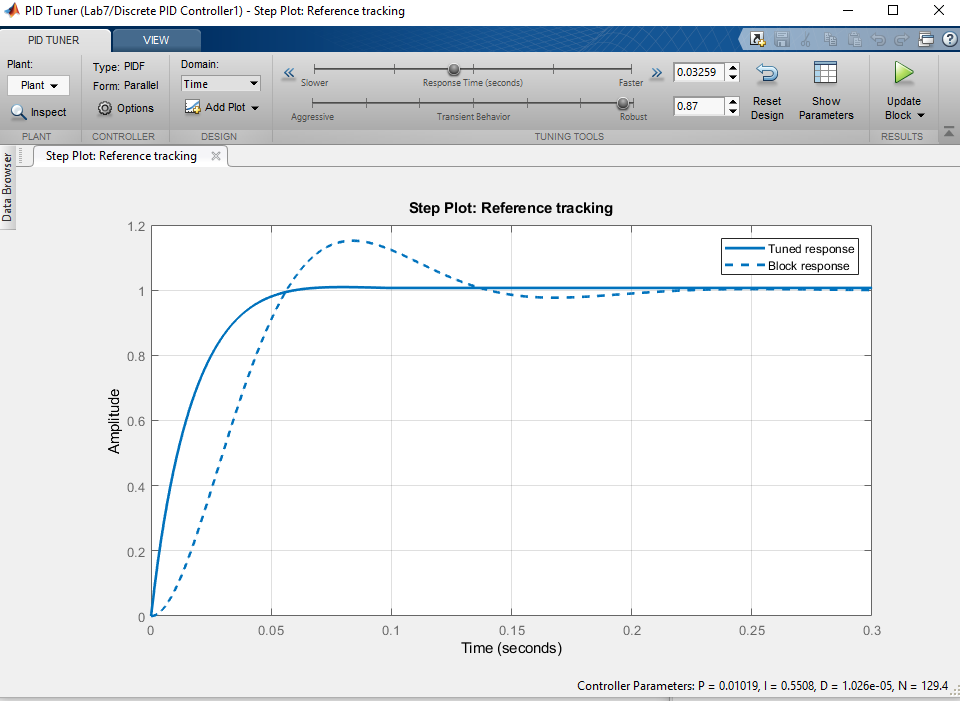 PID Tuner (Lab7/Discrete PID Controller1) - Step Plot: Reference tracking
PID TUNER
VIEW
Plant:
Plant
Inspect
PLANT
Type: PIDF
Form: Parallel
Options
CONTROLLER
Domain:
Time
Add Plot
DESIGN
Slower
Response Time (seconds)
Faster
0.03259
Aggressive
Transient Behavior
Robust
0.87
Reset
Design
Show
Parameters
TUNING TOOLS
Update
Block
RESULTS
Data Browser
Step Plot: Reference tracking
Step Plot: Reference tracking
Tuned response
Block response
Amplitude
1.2
1
0.8
0.6
0.4
0.2
0
0
0.05
0.1
0.15
0.2
0.25
0.3
Time (seconds)
Controller Parameters: P = 0.01019, I = 0.5508, D = 1.026e-05, N = 129.4